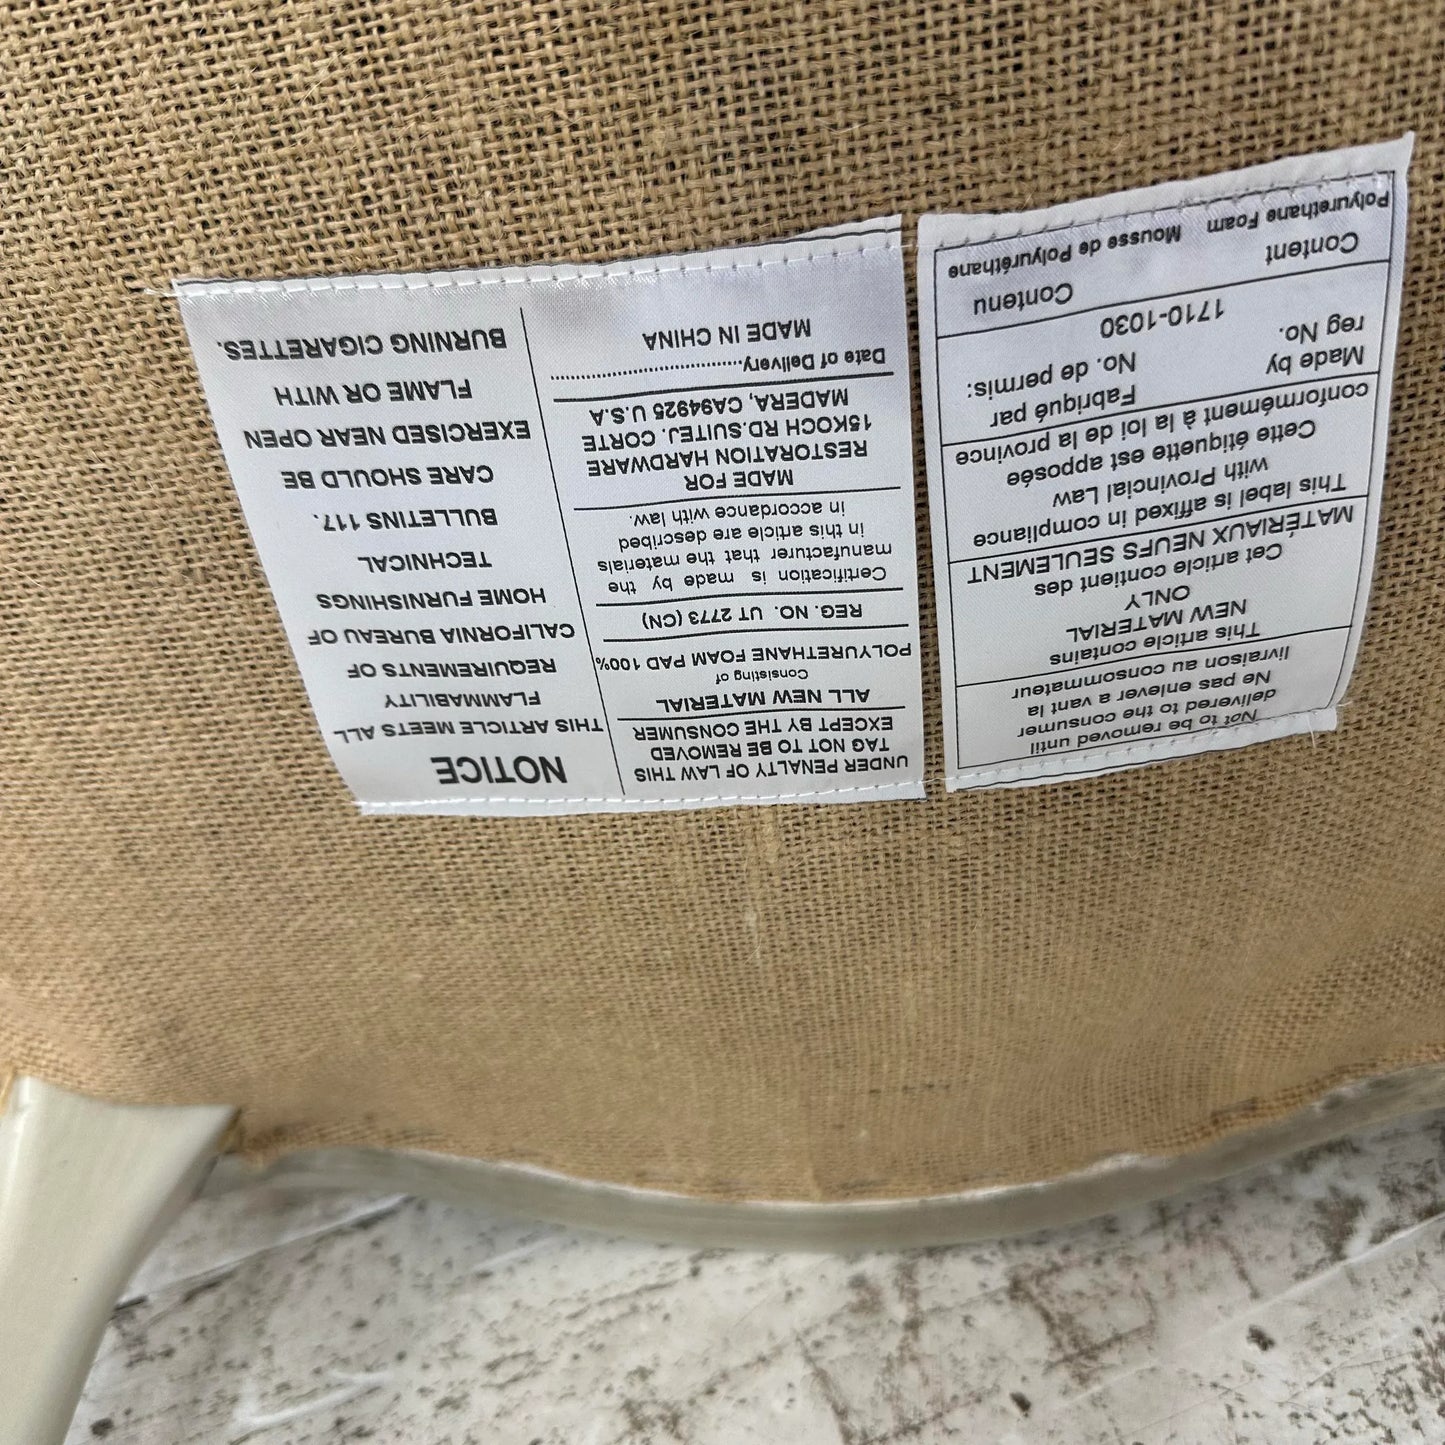 UNDER PENALTY OF LAW THIS
TAG NOT TO BE REMOVED
EXCEPT BY THE CONSUMER
ALL NEW MATERIAL
Consisting of
POLYURETHANE FOAM PAD 100%
REG. NO. UT 2773 (CN)
Certification is made by the
manufacturer that the materials
in this article are described
in accordance with law.
MADE FOR
RESTORATION HARDWARE
15KOCH RD.SUITEJ. CORTE
MADERA, CA94925 U.S.A
Date of Delivery........................
MADE IN CHINA
NOTICE
THIS ARTICLE MEETS ALL
FLAMMABILITY
REQUIREMENTS OF
CALIFORNIA BUREAU OF
HOME FURNISHINGS
TECHNICAL
BULLETINS 117.
CARE SHOULD BE
EXERCISED NEAR OPEN
FLAME OR WITH
BURNING CIGARETTES.
Not to be removed until
delivered to the consumer
Ne pas enlever a vant la
livraison au consommateur
This article contains
NEW MATERIAL
ONLY
Cet article contient des
MATÉRIAUX NEUFS SEULEMENT
This label is affixed in compliance
with Provincial Law
Cette étiquette est apposée
conformément à la loi de la province
Made by Fabriqué par
reg No. No. de permis:
1710-1030
Content Contenu
Polyurethane Foam Mousse de Polyuréthane